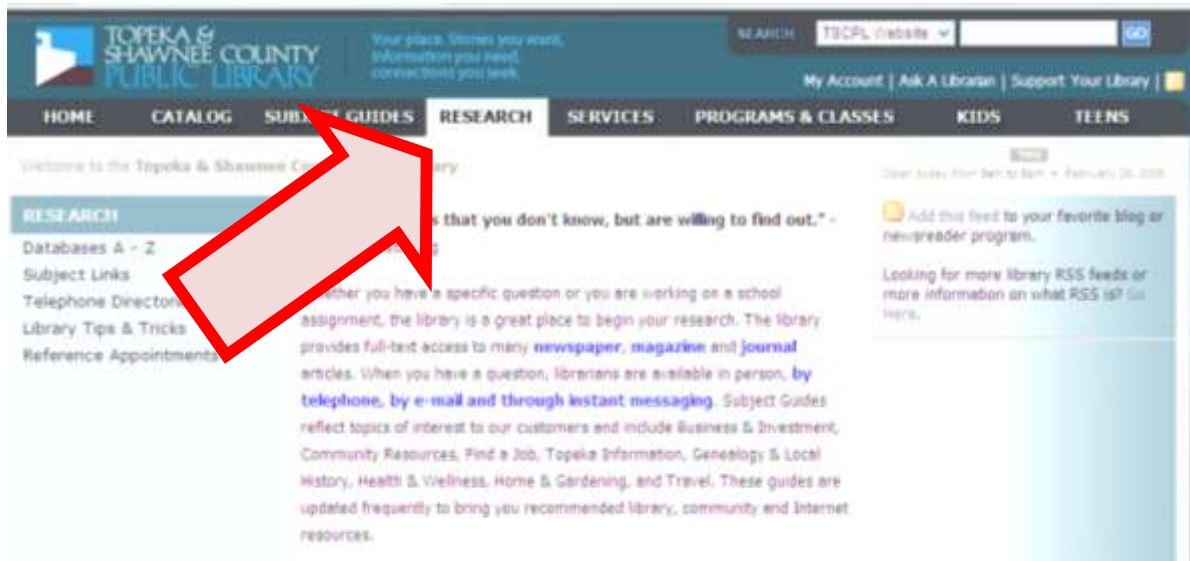 TOPEKA &
SHAWNEE COUNTY
PUBLIC LIBRARY
Your place. Stories you want,
information you need,
connections you seek.
SEARCH TSCPL Website GO
My Account | Ask A Librarian | Support Your Library |
HOME CATALOG GUIDES RESEARCH SERVICES PROGRAMS & CLASSES KIDS TEENS
Welcome to the Topeka & Shawnee
Open today from 9am to 9pm
RESEARCH
Databases A - Z
Subject Links
Telephone
Library Tips & Tricks
Reference Appointments
that you don't know, but are willing to find out." -
you have a specific question or you are working on a school
assignment, the library is a great place to begin your research. The library
provides full-text access to many newspaper, magazine and journal
articles. When you have a question, librarians are available in person, by
telephone, by e-mail and through instant messaging. Subject Guides
reflect topics of interest to our customers and include Business & Investment,
Community Resources, Find a Job, Topeka Information, Genealogy & Local
History, Health & Wellness, Home & Gardening, and Travel. These guides are
updated frequently to bring you recommended library, community and Internet
resources.
Add this feed to your favorite blog or
newsreader program.
Looking for more library RSS feeds or
more information on what RSS is? Go
Here.